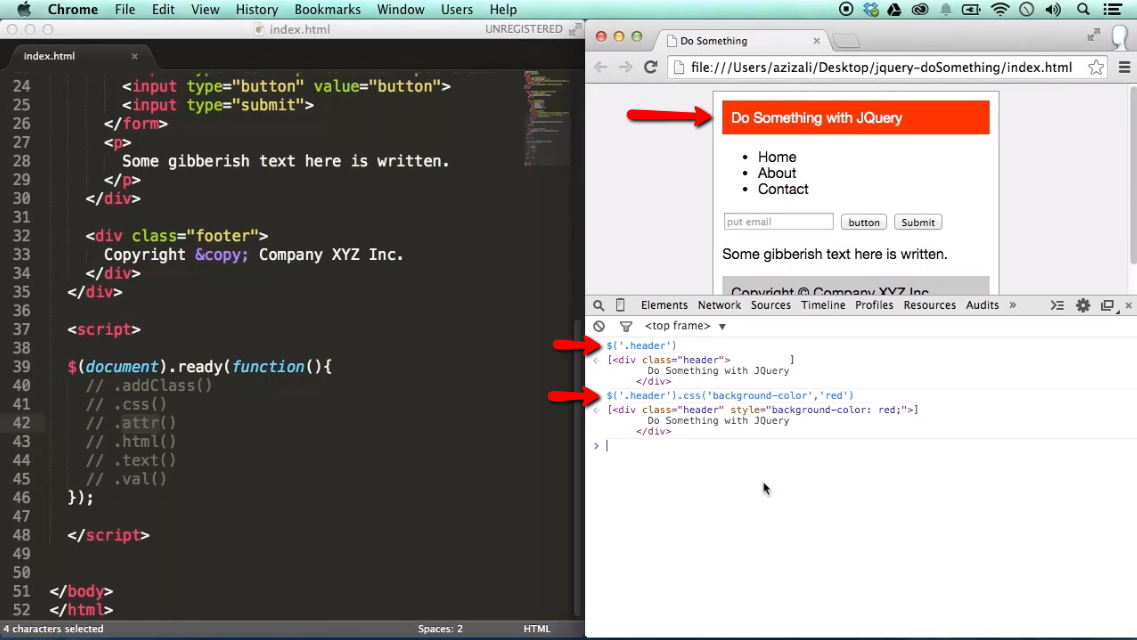 Chrome File Edit View History Bookmarks Window Users Help
index.html UNREGISTERED
index.html
24 <input type="button" value="button">
25 <input type="submit">
26 </form>
27 <p>
28 Some gibberish text here is written.
29 </p>
30 </div>
31
32 <div class="footer">
33 Copyright &copy; Company XYZ Inc.
34 </div>
35 </div>
36
37 <script>
38
39 $(document).ready(function(){
40 // .addClass()
41 // .css()
42 // .attr()
43 // .html()
44 // .text()
45 // .val()
46 });
47
48 </script>
49
50
51 </body>
52 </html>
4 characters selected Spaces: 2 HTML
Do Something
file:///Users/azizali/Desktop/jquery-doSomething/index.html
Do Something with JQuery
• Home
• About
• Contact
put email button Submit
Some gibberish text here is written.
Copyright © Company XYZ Inc.
Elements Network Sources Timeline Profiles Resources Audits »
<top frame> ▼
$('.header')
[<div class="header"> ]
Do Something with JQuery
</div>
$('.header').css('background-color','red')
[<div class="header" style="background-color: red;">]
Do Something with JQuery
</div>
>